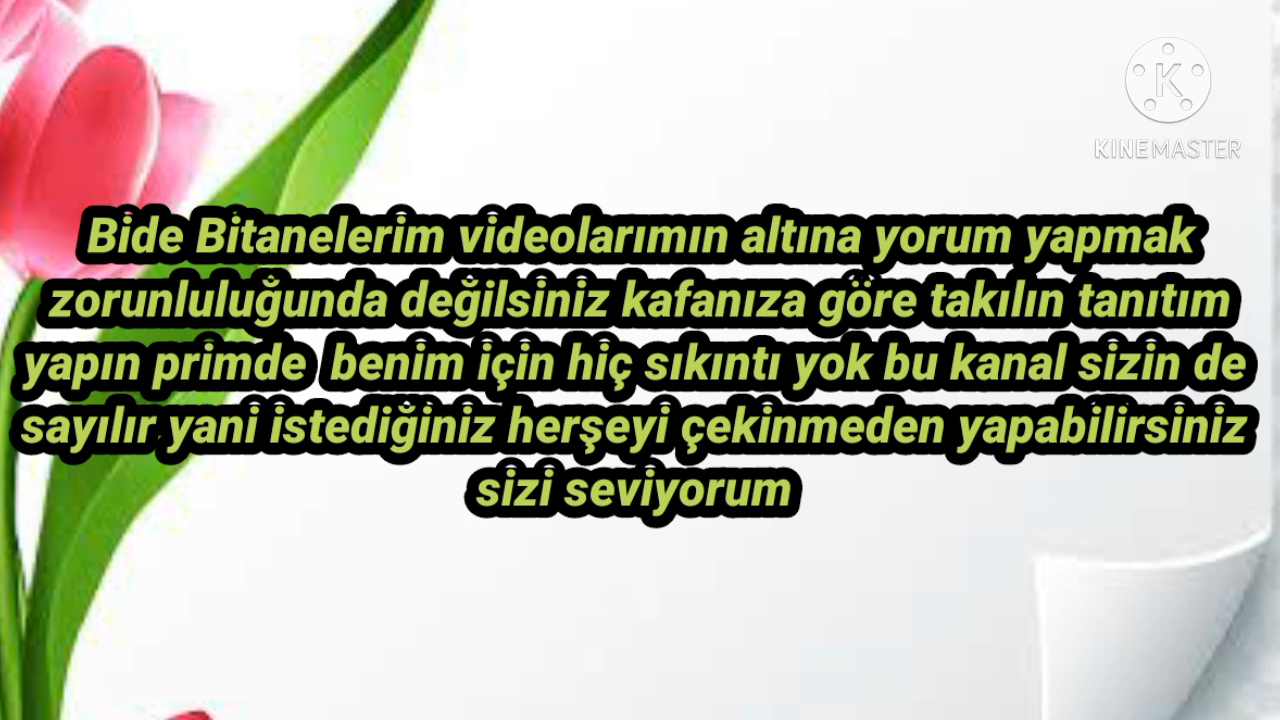 KINEMASTER
Bide Bitanelerim videolarımın altına yorum yapmak
zorunluluğunda değilsiniz kafanıza göre takılın tanıtım
yapın primde benim için hiç sıkıntı yok bu kanal sizin de
sayılır yani istediğiniz herşeyi çekinmeden yapabilirsiniz
sizi seviyorum